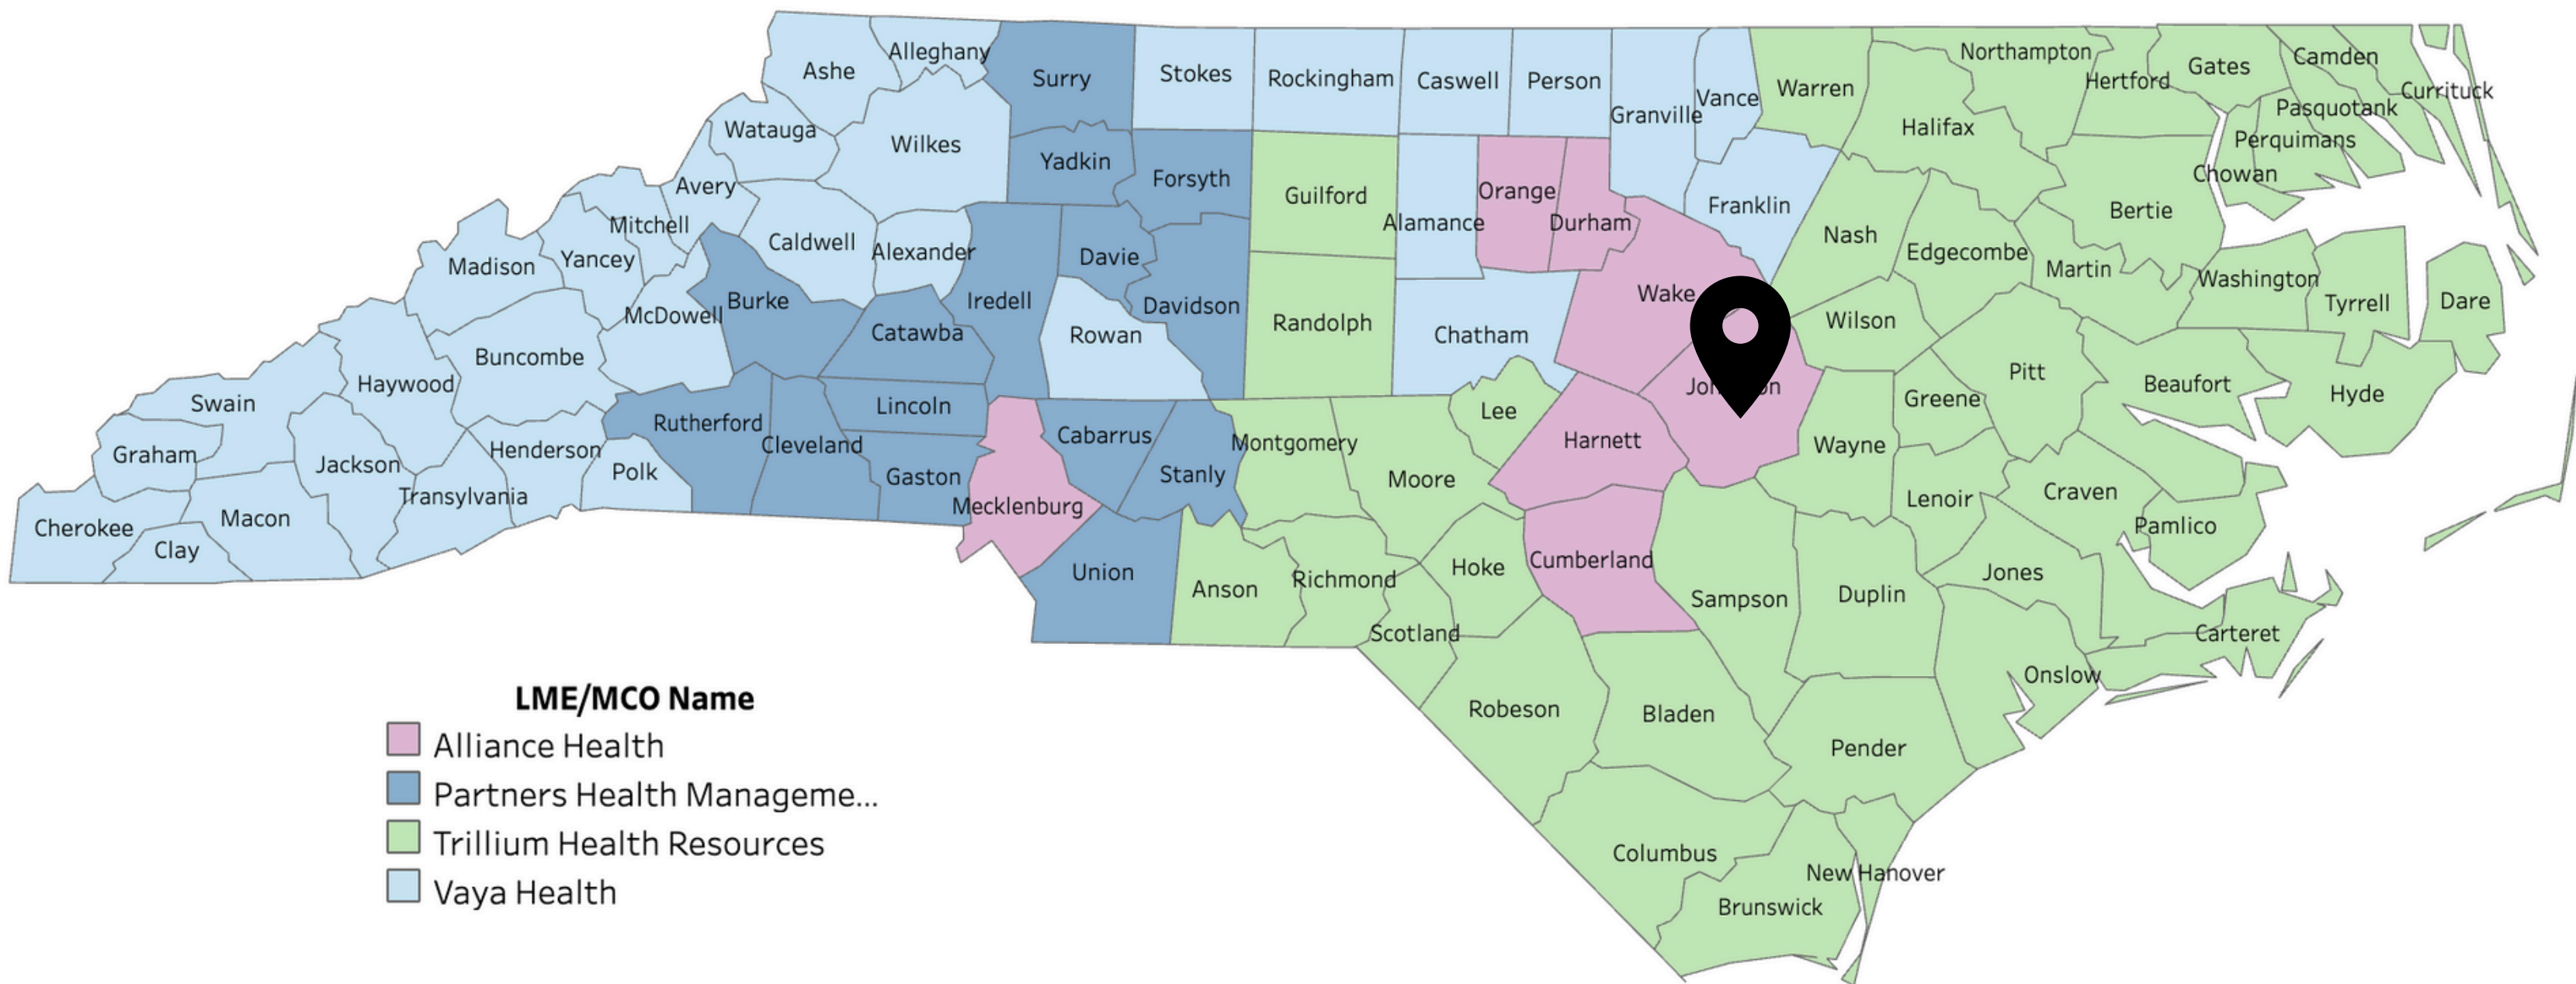 Ashe
Alleghany
Surry
Stokes
Rockingham
Caswell
Person
Granville
Vance
Warren
Northampton
Hertford
Gates
Camden
Currituck
Pasquotank
Perquimans
Chowan
Halifax
Watauga
Wilkes
Yadkin
Forsyth
Guilford
Alamance
Orange
Durham
Franklin
Nash
Edgecombe
Martin
Bertie
Washington
Tyrrell
Dare
Avery
Mitchell
Yancey
Madison
Caldwell
Alexander
Iredell
Davie
Davidson
Randolph
Chatham
Wake
Wilson
Pitt
Beaufort
Hyde
Burke
McDowell
Catawba
Rowan
Buncombe
Haywood
Swain
Graham
Cherokee
Clay
Macon
Jackson
Transylvania
Henderson
Polk
Rutherford
Cleveland
Lincoln
Gaston
Mecklenburg
Cabarrus
Stanly
Union
Montgomery
Moore
Lee
Harnett
Wayne
Greene
Lenoir
Craven
Pamlico
Jones
Carteret
Onslow
Anson
Richmond
Scotland
Hoke
Cumberland
Sampson
Duplin
Robeson
Bladen
Pender
Columbus
Brunswick
New Hanover
LME/MCO Name
Alliance Health
Partners Health Manageme...
Trillium Health Resources
Vaya Health